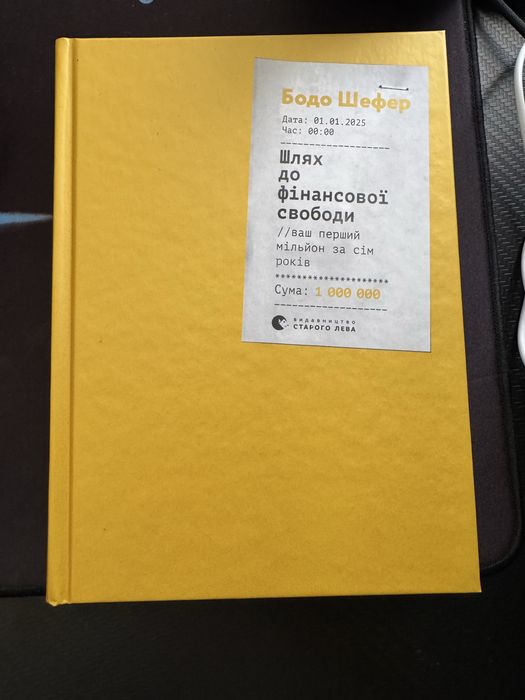 Бодо Шефер
Дата: 01.01.2025
Час: 00:00
--------------------
Шлях
до
фінансової
свободи
//ваш перший
мільйон за сім
років
*********************
Сума: 1 000 000
--------------------
ВИДАВНИЦТВО
СТАРОГО ЛЕВА